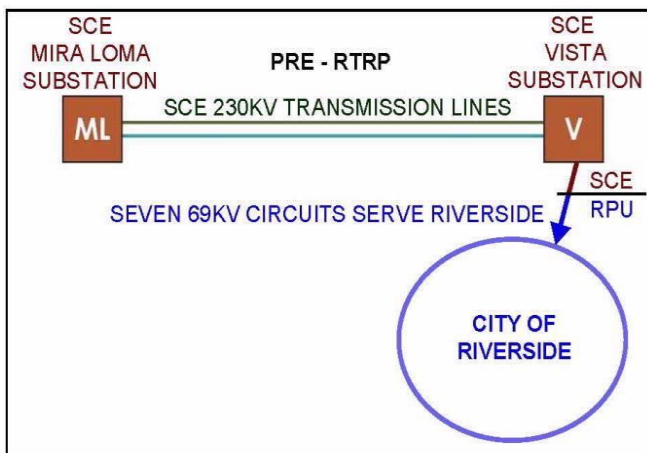 SCE
MIRA LOMA
SUBSTATION
PRE - RTRP
SCE
VISTA
SUBSTATION
SCE 230KV TRANSMISSION LINES
ML
V
SCE
RPU
SEVEN 69KV CIRCUITS SERVE RIVERSIDE
CITY OF
RIVERSIDE